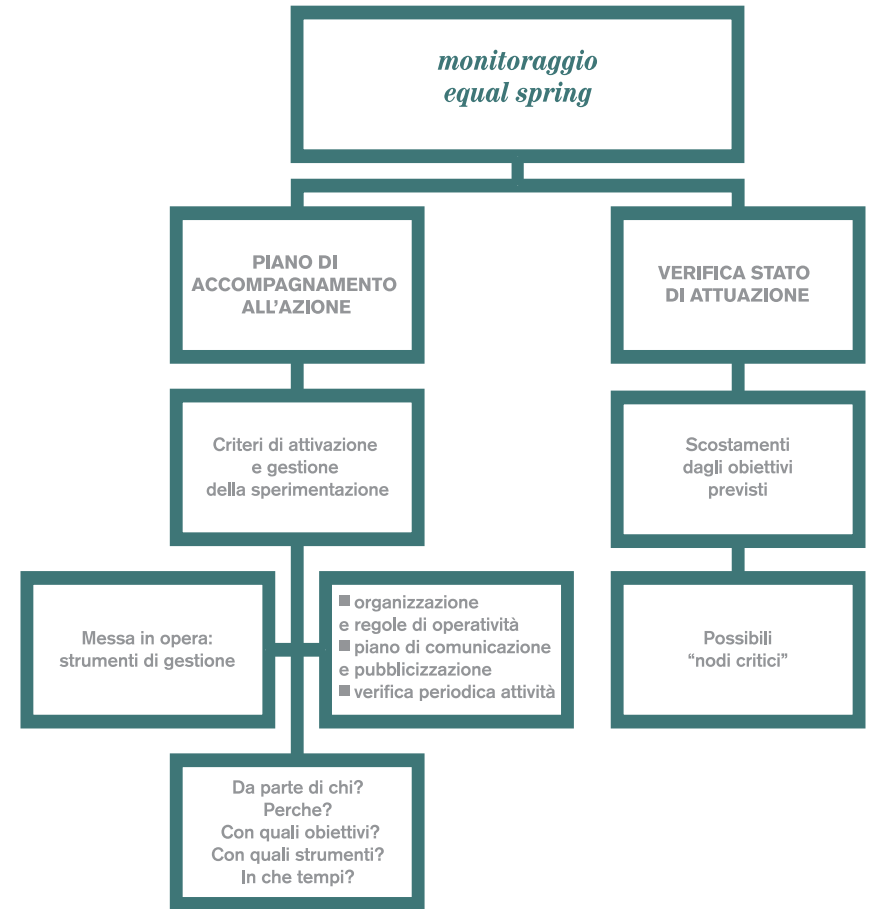 monitoraggio
equal spring
PIANO DI
ACCOMPAGNAMENTO
ALL'AZIONE
VERIFICA STATO
DI ATTUAZIONE
Criteri di attivazione
e gestione
della sperimentazione
Scostamenti
dagli obiettivi
previsti
Messa in opera:
strumenti di gestione
■ organizzazione
e regole di operatività
■ piano di comunicazione
e pubblicizzazione
■ verifica periodica attività
Possibili
“nodi critici”
Da parte di chi?
Perche?
Con quali obiettivi?
Con quali strumenti?
In che tempi?